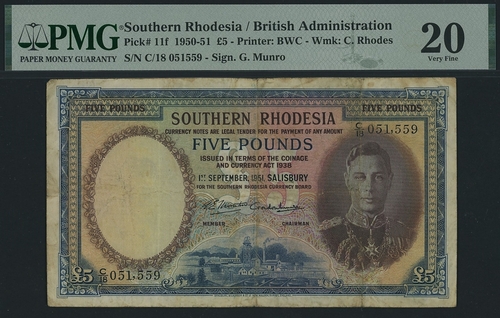 PMG
PAPER MONEY GUARANTY
Southern Rhodesia / British Administration
Pick# 11f 1950-51 £5 - Printer: BWC - Wmk: C. Rhodes
S/N C/18 051559 - Sign. G. Munro
20
Very Fine
FIVE POUNDS
FIVE POUNDS
SOUTHERN RHODESIA
C/18 051,559
CURRENCY NOTES ARE LEGAL TENDER FOR THE PAYMENT OF ANY AMOUNT
FIVE POUNDS
ISSUED IN TERMS OF THE COINAGE
AND CURRENCY ACT 1938
1ST SEPTEMBER, 1951. SALISBURY
FOR THE SOUTHERN RHODESIA CURRENCY BOARD
MEMBER
CHAIRMAN
£5
C/18 051,559
£5